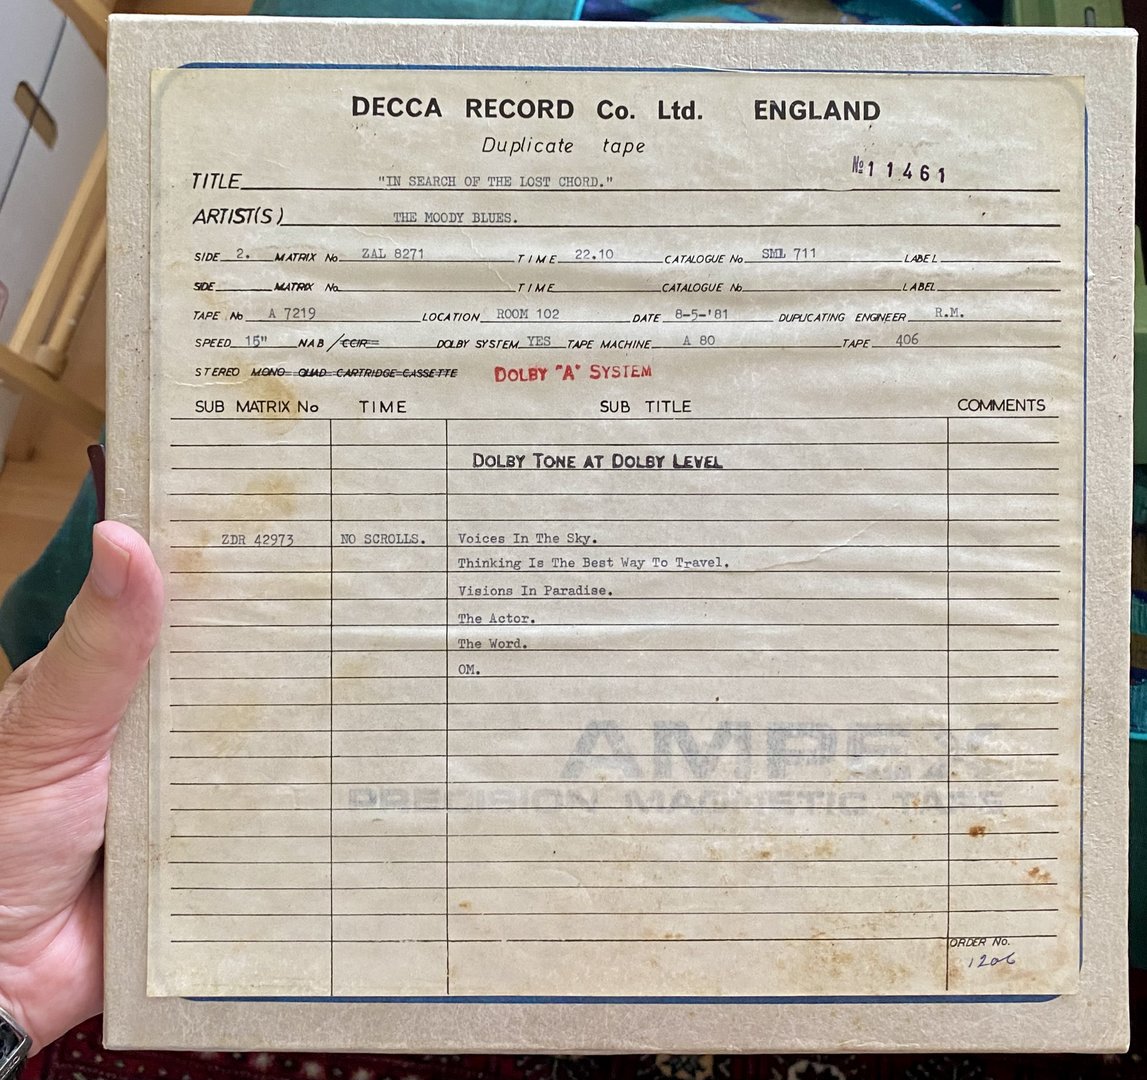 DECCA RECORD Co. Ltd. ENGLAND
Duplicate tape
№ 11461
TITLE "IN SEARCH OF THE LOST CHORD."
ARTIST(S) THE MOODY BLUES.
SIDE 2. MATRIX No. ZAL 8271 TIME 22.10 CATALOGUE No. SML 711 LABEL
SIDE MATRIX No. TIME CATALOGUE No. LABEL
TAPE No A 7219 LOCATION ROOM 102 DATE 8-5-'81 DUPLICATING ENGINEER R.M.
SPEED 15" NAB / CCIR DOLBY SYSTEM YES TAPE MACHINE A 80 TAPE 406
STEREO MONO QUAD CARTRIDGE CASSETTE DOLBY "A" SYSTEM
SUB MATRIX No TIME SUB TITLE COMMENTS
DOLBY TONE AT DOLBY LEVEL
ZDR 42973 NO SCROLLS. Voices In The Sky.
Thinking Is The Best Way To Travel.
Visions In Paradise.
The Actor.
The Word.
OM.
AMPEX
ORDER No.
1206